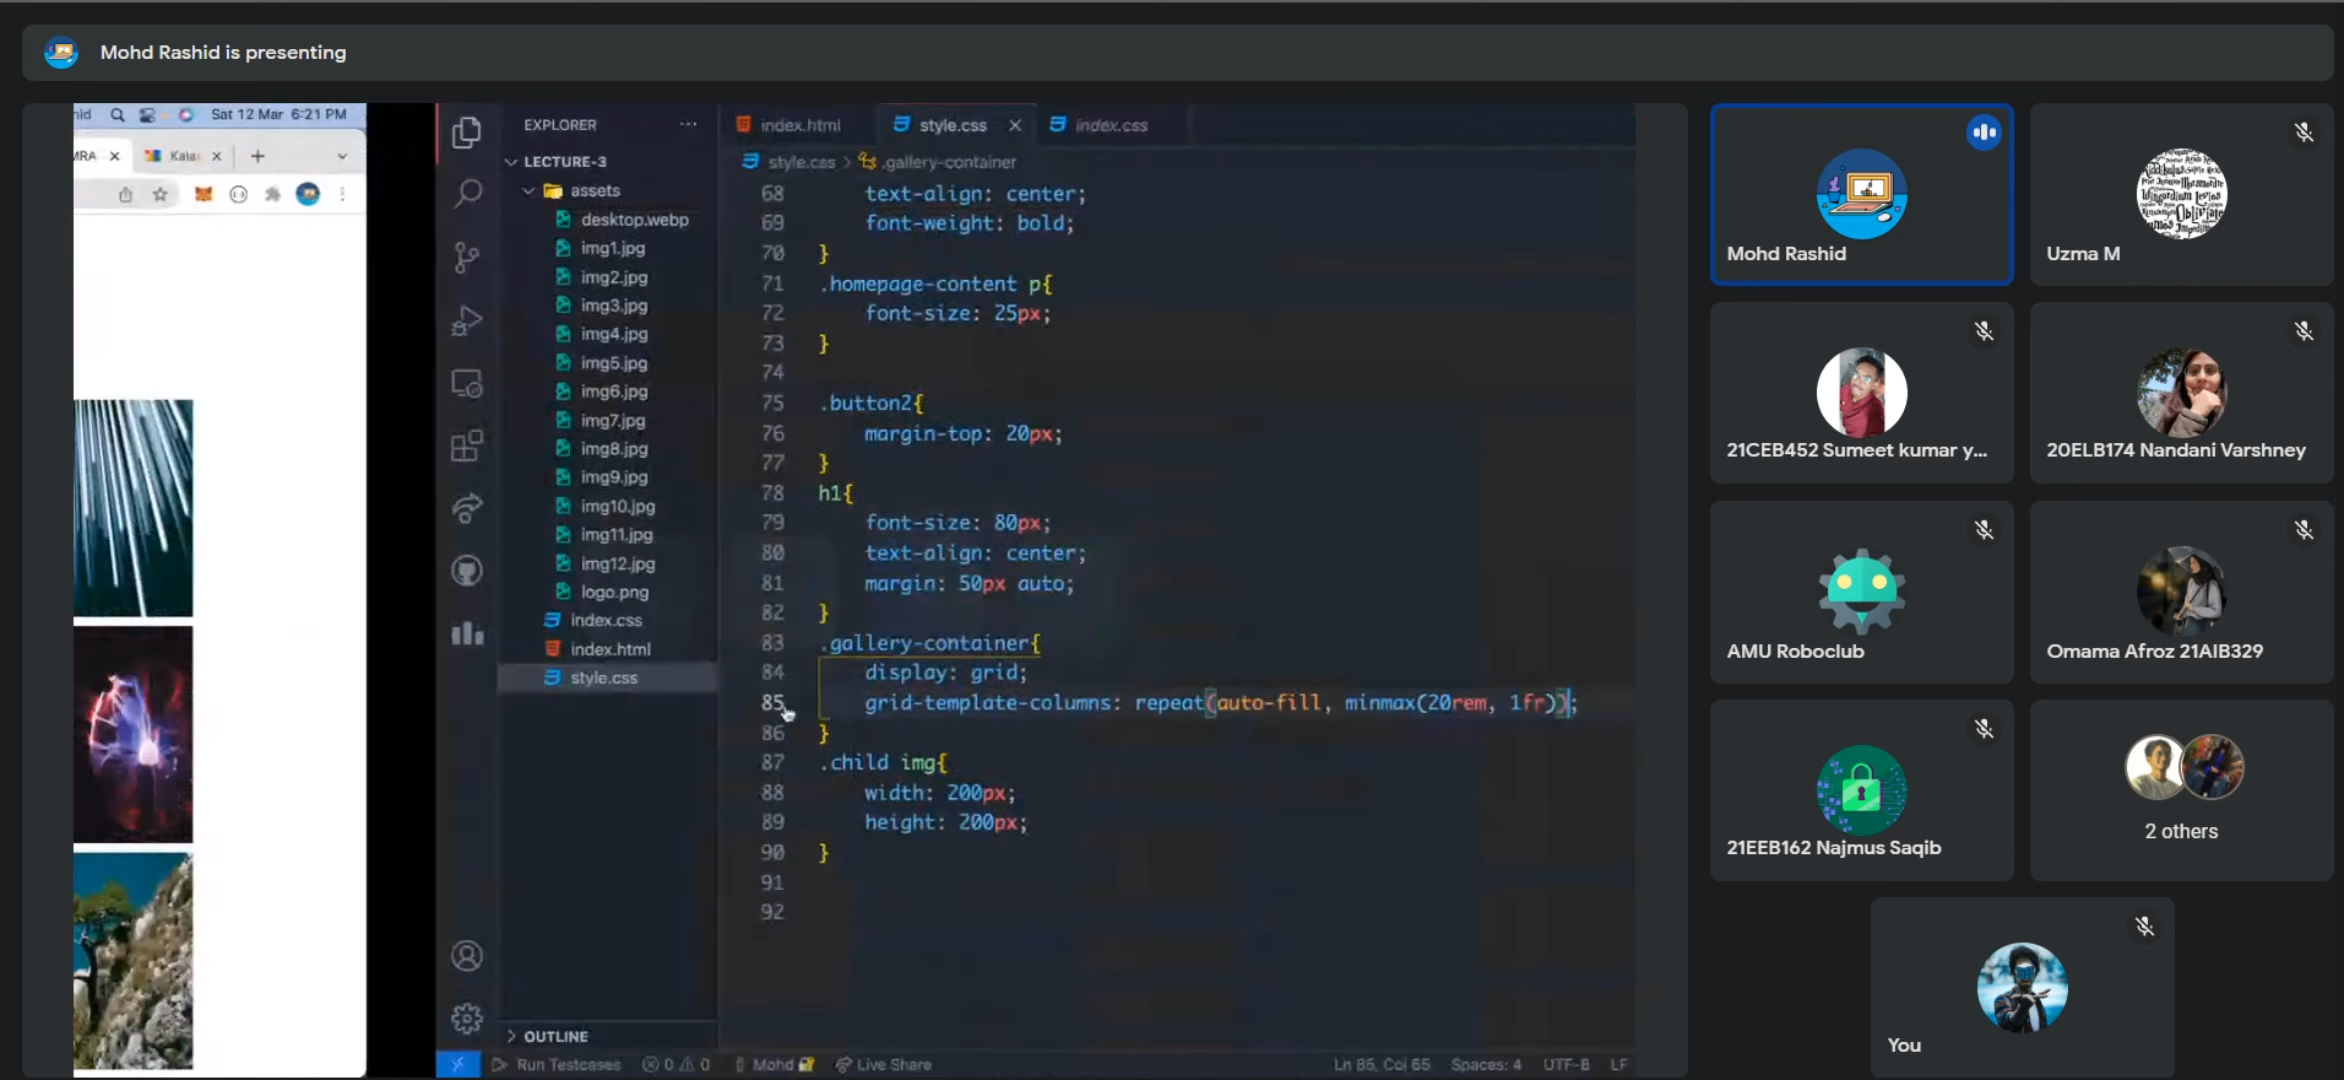 Mohd Rashid is presenting
Sat 12 Mar 6:21 PM
EXPLORER
LECTURE-3
assets
desktop.webp
img1.jpg
img2.jpg
img3.jpg
img4.jpg
img5.jpg
img6.jpg
img7.jpg
img8.jpg
img9.jpg
img10.jpg
img11.jpg
img12.jpg
logo.png
index.css
index.html
style.css
OUTLINE
index.html
style.css
index.css
style.css > .gallery-container
68 text-align: center;
69 font-weight: bold;
70 }
71 .homepage-content p{
72 font-size: 25px;
73 }
74
75 .button2{
76 margin-top: 20px;
77 }
78 h1{
79 font-size: 80px;
80 text-align: center;
81 margin: 50px auto;
82 }
83 .gallery-container{
84 display: grid;
85 grid-template-columns: repeat(auto-fill, minmax(20rem, 1fr));
86 }
87 .child img{
88 width: 200px;
89 height: 200px;
90 }
91
92
Run Testcases 0 0 Mohd Live Share Ln 85, Col 65 Spaces: 4 UTF-8 LF
Mohd Rashid
Uzma M
21CEB452 Sumeet kumar y...
20ELB174 Nandani Varshney
AMU Roboclub
Omama Afroz 21AIB329
21EEB162 Najmus Saqib
2 others
You